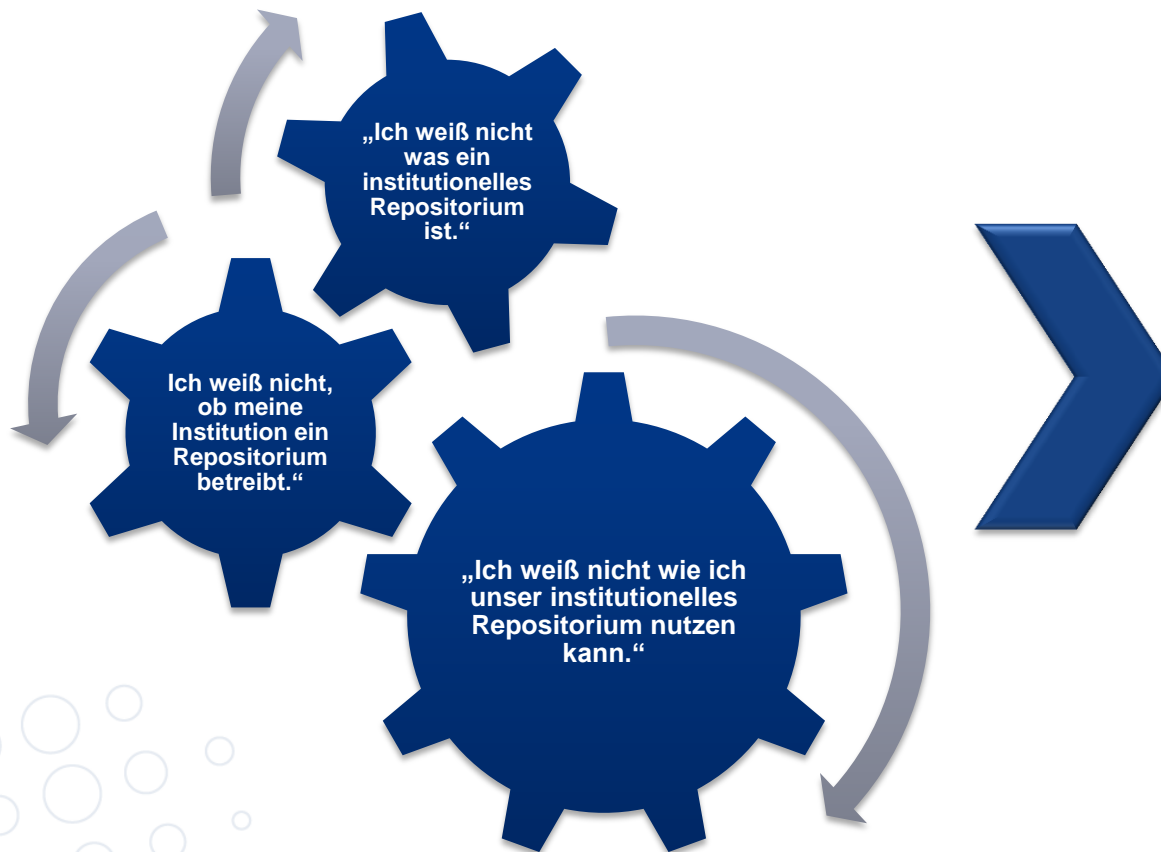 „Ich weiß nicht
was ein
institutionelles
Repositorium
ist.“
Ich weiß nicht,
ob meine
Institution ein
Repositorium
betreibt.“
„Ich weiß nicht wie ich
unser institutionelles
Repositorium nutzen
kann.“